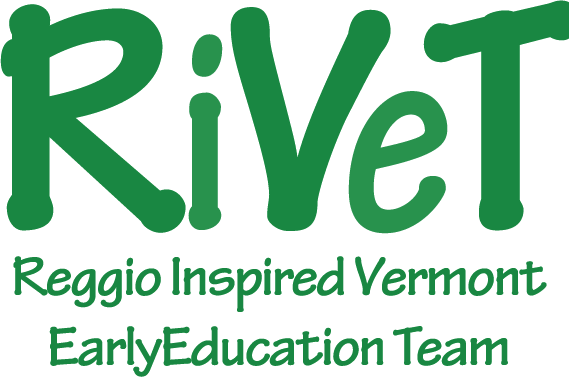 RiVeT
Reggio Inspired Vermont
EarlyEducation Team